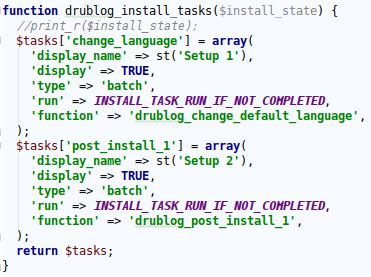 function drublog_install_tasks($install_state) {
  //print_r($install_state);
  $tasks['change_language'] = array(
    'display_name' => st('Setup 1'),
    'display' => TRUE,
    'type' => 'batch',
    'run' => INSTALL_TASK_RUN_IF_NOT_COMPLETED,
    'function' => 'drublog_change_default_language',
  );
  $tasks['post_install_1'] = array(
    'display_name' => st('Setup 2'),
    'display' => TRUE,
    'type' => 'batch',
    'run' => INSTALL_TASK_RUN_IF_NOT_COMPLETED,
    'function' => 'drublog_post_install_1',
  );
  return $tasks;
}